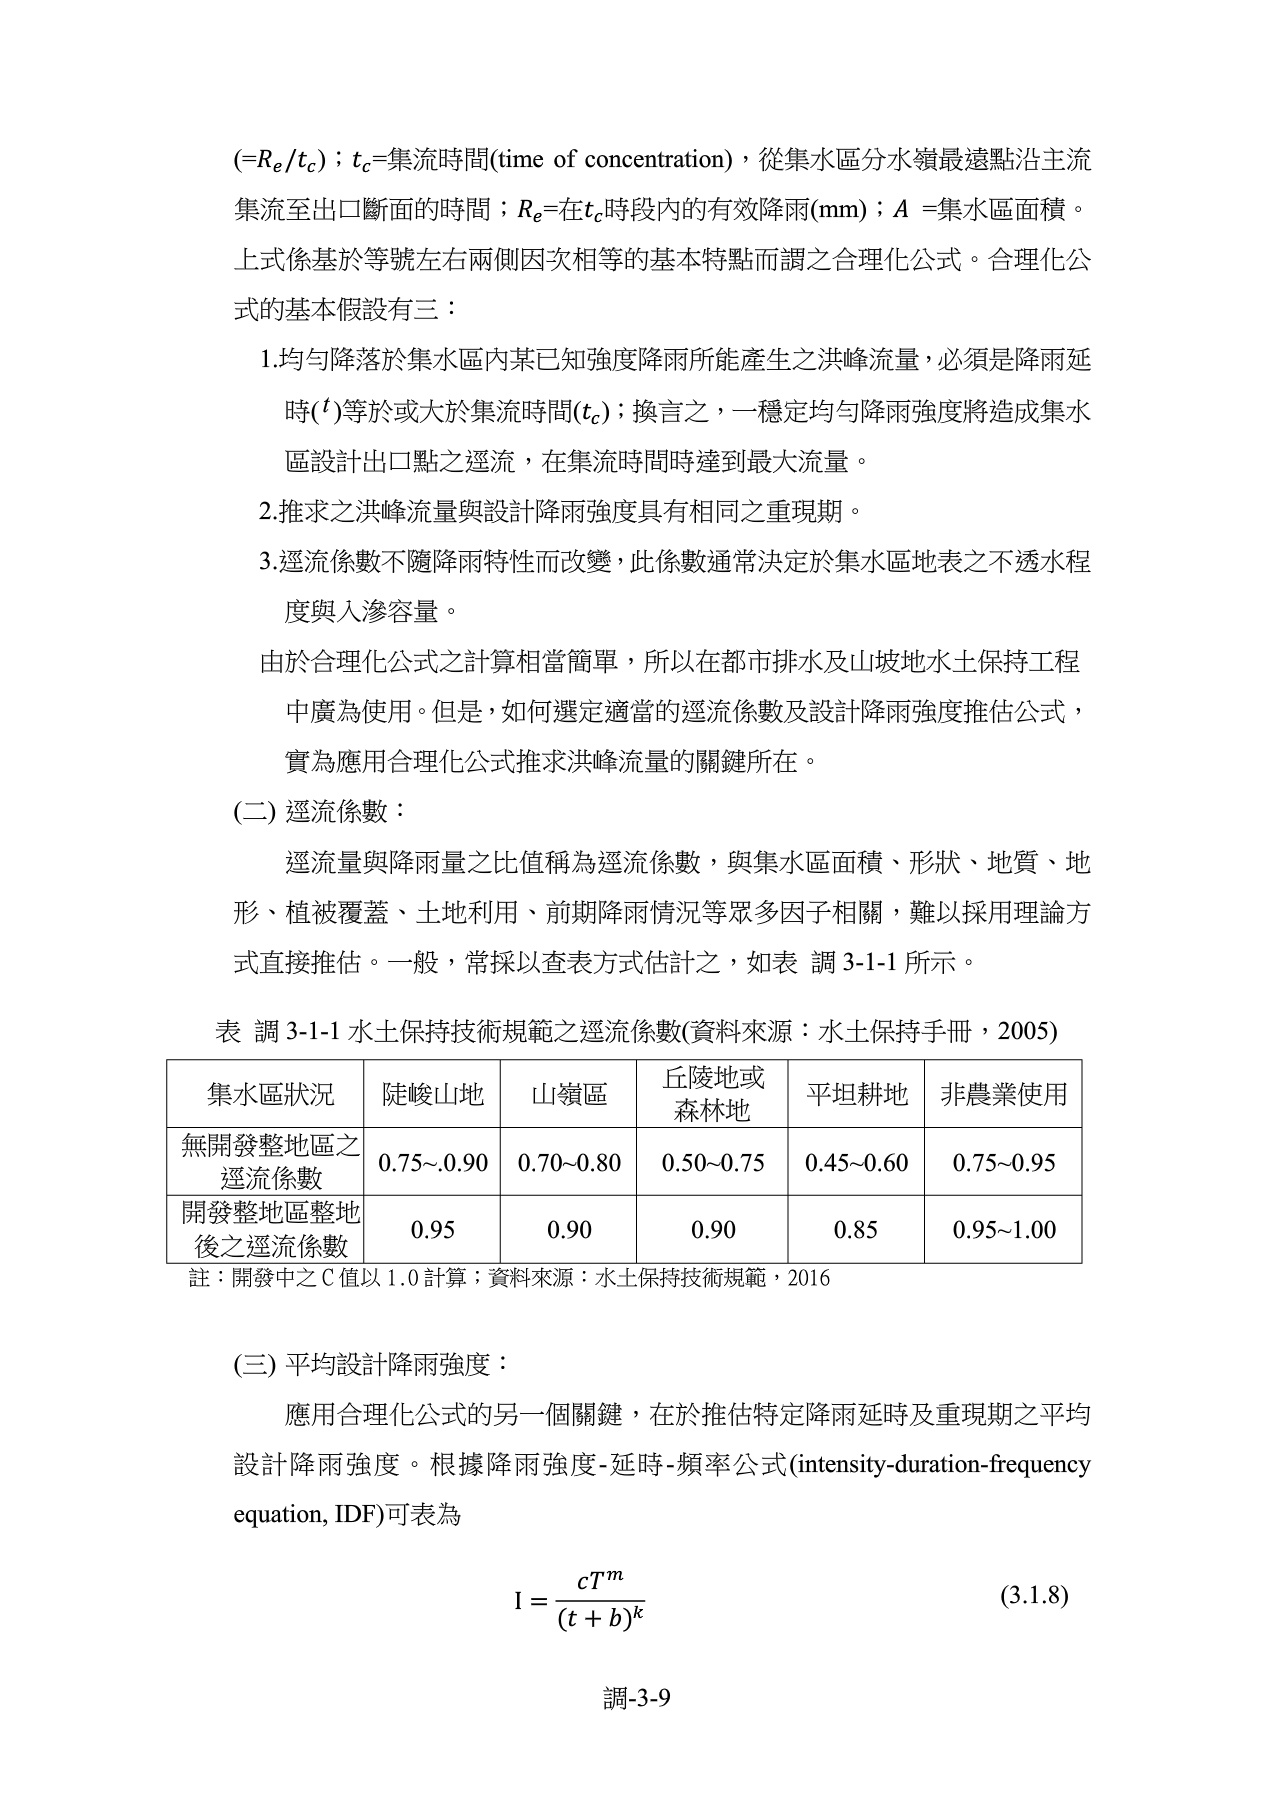 (=Rₑ/t_c)；t_c=集流時間(time of concentration)，從集水區分水嶺最遠點沿主流
集流至出口斷面的時間；Rₑ=在t_c時段內的有效降雨(mm)；A =集水區面積。
上式係基於等號左右兩側因次相等的基本特點而謂之合理化公式。合理化公
式的基本假設有三：
1.均勻降落於集水區內某已知強度降雨所能產生之洪峰流量，必須是降雨延
時(t)等於或大於集流時間(t_c)；換言之，一穩定均勻降雨強度將造成集水
區設計出口點之逕流，在集流時間時達到最大流量。
2.推求之洪峰流量與設計降雨強度具有相同之重現期。
3.逕流係數不隨降雨特性而改變，此係數通常決定於集水區地表之不透水程
度與入滲容量。
由於合理化公式之計算相當簡單，所以在都市排水及山坡地水土保持工程
中廣為使用。但是，如何選定適當的逕流係數及設計降雨強度推估公式，
實為應用合理化公式推求洪峰流量的關鍵所在。
(二) 逕流係數：
逕流量與降雨量之比值稱為逕流係數，與集水區面積、形狀、地質、地
形、植被覆蓋、土地利用、前期降雨情況等眾多因子相關，難以採用理論方
式直接推估。一般，常採以查表方式估計之，如表 調 3-1-1 所示。
表 調 3-1-1 水土保持技術規範之逕流係數(資料來源：水土保持手冊，2005)
集水區狀況 陡峻山地 山嶺區 丘陵地或 平坦耕地 非農業使用
森林地
無開發整地區之
逕流係數 0.75~.0.90 0.70~0.80 0.50~0.75 0.45~0.60 0.75~0.95
開發整地區整地
後之逕流係數 0.95 0.90 0.90 0.85 0.95~1.00
註：開發中之 C 值以 1.0 計算；資料來源：水土保持技術規範，2016
(三) 平均設計降雨強度：
應用合理化公式的另一個關鍵，在於推估特定降雨延時及重現期之平均
設計降雨強度。根據降雨強度-延時-頻率公式(intensity-duration-frequency
equation, IDF)可表為
I = cT^m / (t + b)^k (3.1.8)
調-3-9